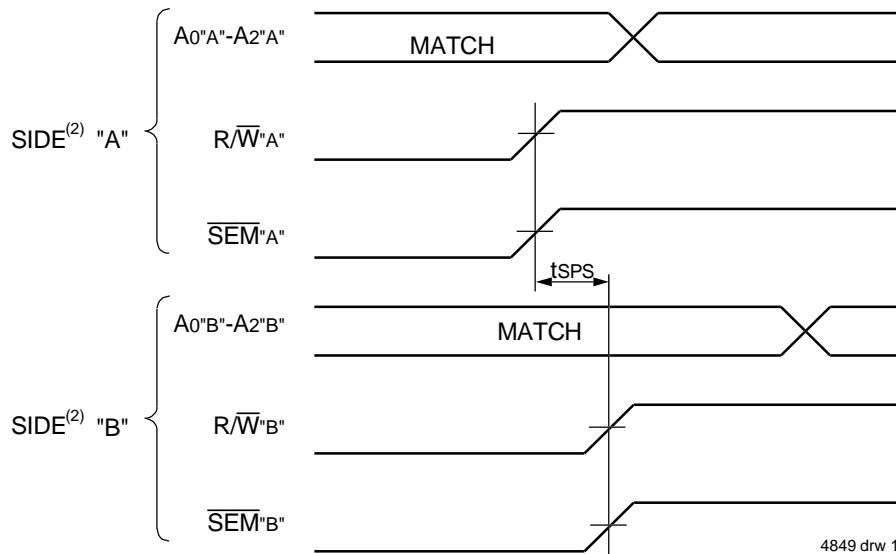 A0"A"-A2"A"
MATCH
SIDE(2) "A"
R/W"A"
SEM"A"
tSPS
A0"B"-A2"B"
MATCH
SIDE(2) "B"
R/W"B"
SEM"B"
4849 drw 1